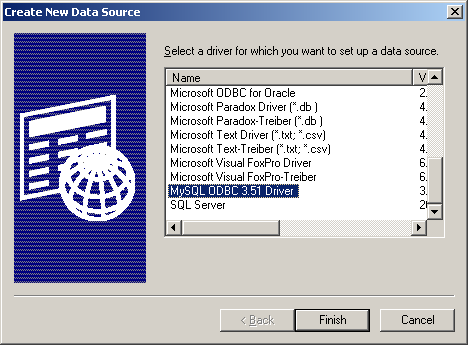 Create New Data Source
Select a driver for which you want to set up a data source.
Name V
Microsoft ODBC for Oracle 2.
Microsoft Paradox Driver (*.db ) 4.
Microsoft Paradox-Treiber (*.db ) 4.
Microsoft Text Driver (*.txt; *.csv) 4.
Microsoft Text-Treiber (*.txt; *.csv) 4.
Microsoft Visual FoxPro Driver 6.
Microsoft Visual FoxPro-Treiber 6.
MySQL ODBC 3.51 Driver 3.
SQL Server 20
< Back Finish Cancel